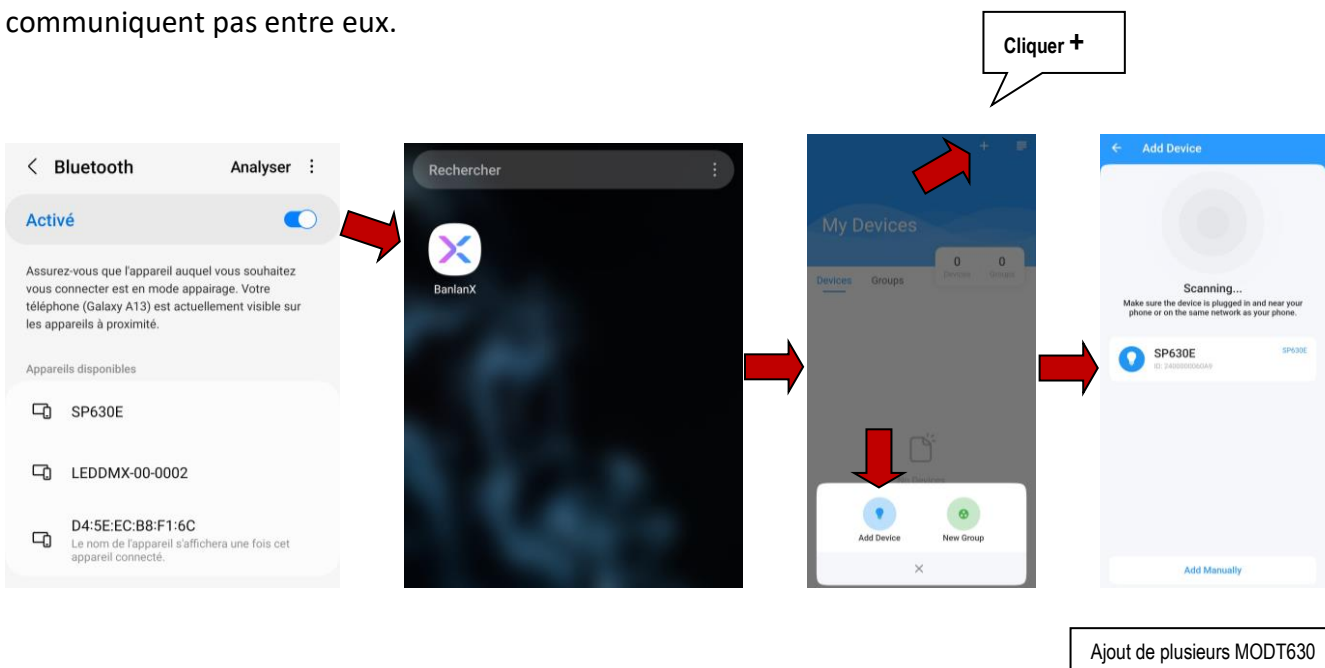 communiquent pas entre eux.
Cliquer +
< Bluetooth Analyser
Activé
Assurez-vous que l'appareil auquel vous souhaitez
vous connecter est en mode appairage. Votre
téléphone (Galaxy A13) est actuellement visible sur
les appareils à proximité.
Appareils disponibles
SP630E
LEDDMX-00-0002
D4:5E:EC:B8:F1:6C
Le nom de l'appareil s'affichera une fois cet
appareil connecté.
Rechercher
BanlanX
My Devices
0 0
Devices Groups
Devices Groups
Devices
Add Device New Group
Add Device
Scanning...
Make sure the device is plugged in and near your
phone or on the same network as your phone.
SP630E SP630E
Add Manually
Ajout de plusieurs MODT630